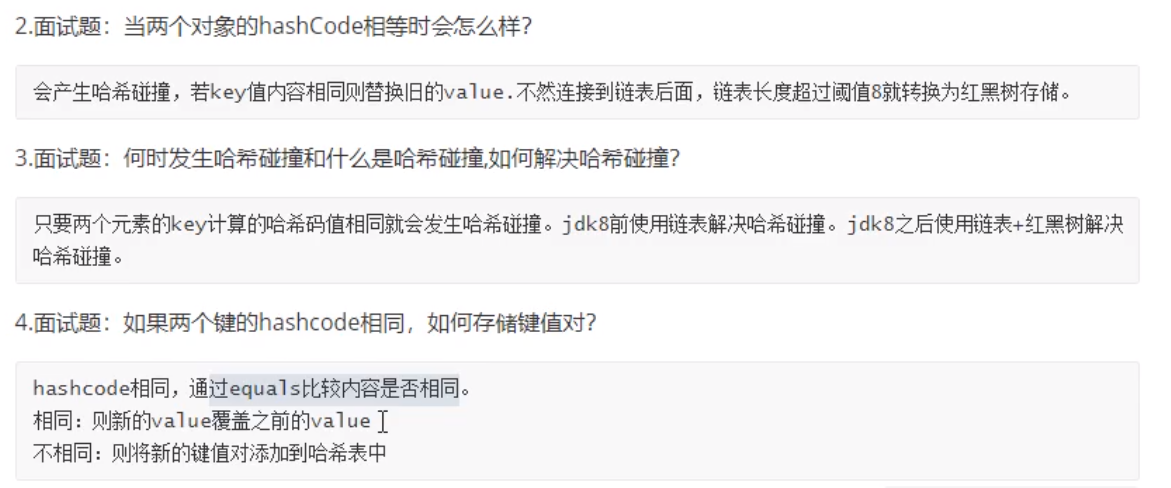 2.面试题：当两个对象的hashCode相等时会怎么样？
会产生哈希碰撞，若key值内容相同则替换旧的value.不然连接到链表后面，链表长度超过阈值8就转换为红黑树存储。
3.面试题：何时发生哈希碰撞和什么是哈希碰撞,如何解决哈希碰撞？
只要两个元素的key计算的哈希码值相同就会发生哈希碰撞。jdk8前使用链表解决哈希碰撞。jdk8之后使用链表+红黑树解决
哈希碰撞。
4.面试题：如果两个键的hashcode相同，如何存储键值对？
hashcode相同，通过equals比较内容是否相同。
相同：则新的value覆盖之前的value
不相同：则将新的键值对添加到哈希表中